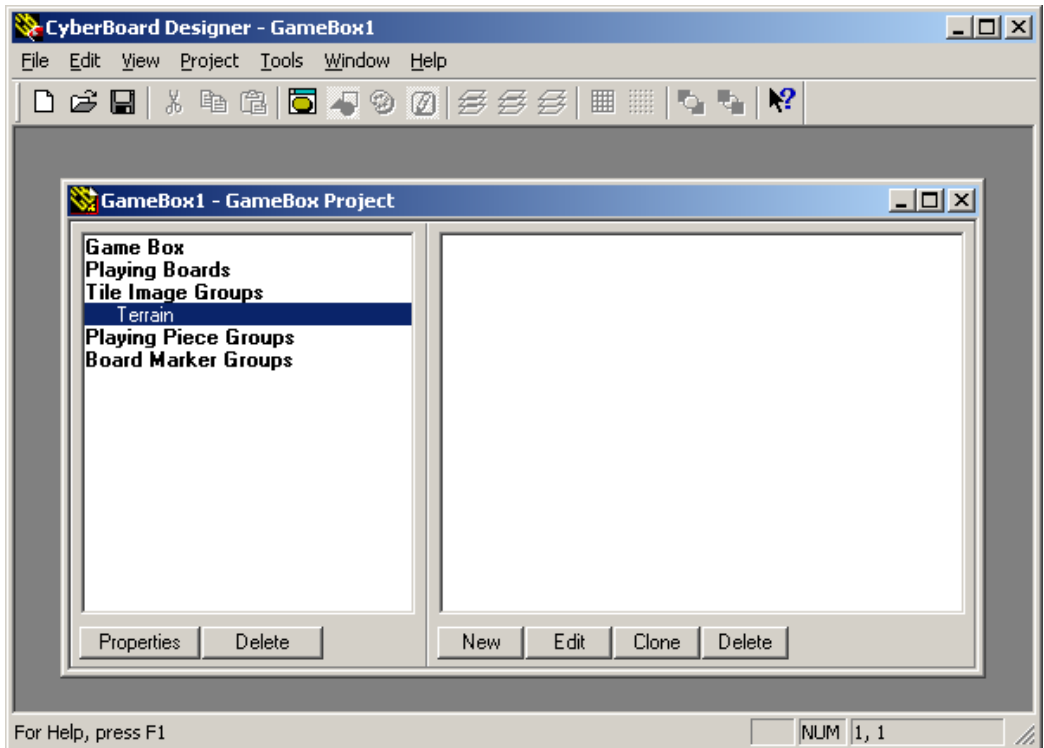 CyberBoard Designer - GameBox1
File Edit View Project Tools Window Help
GameBox1 - GameBox Project
Game Box
Playing Boards
Tile Image Groups
Terrain
Playing Piece Groups
Board Marker Groups
Properties Delete New Edit Clone Delete
For Help, press F1 NUM 1, 1